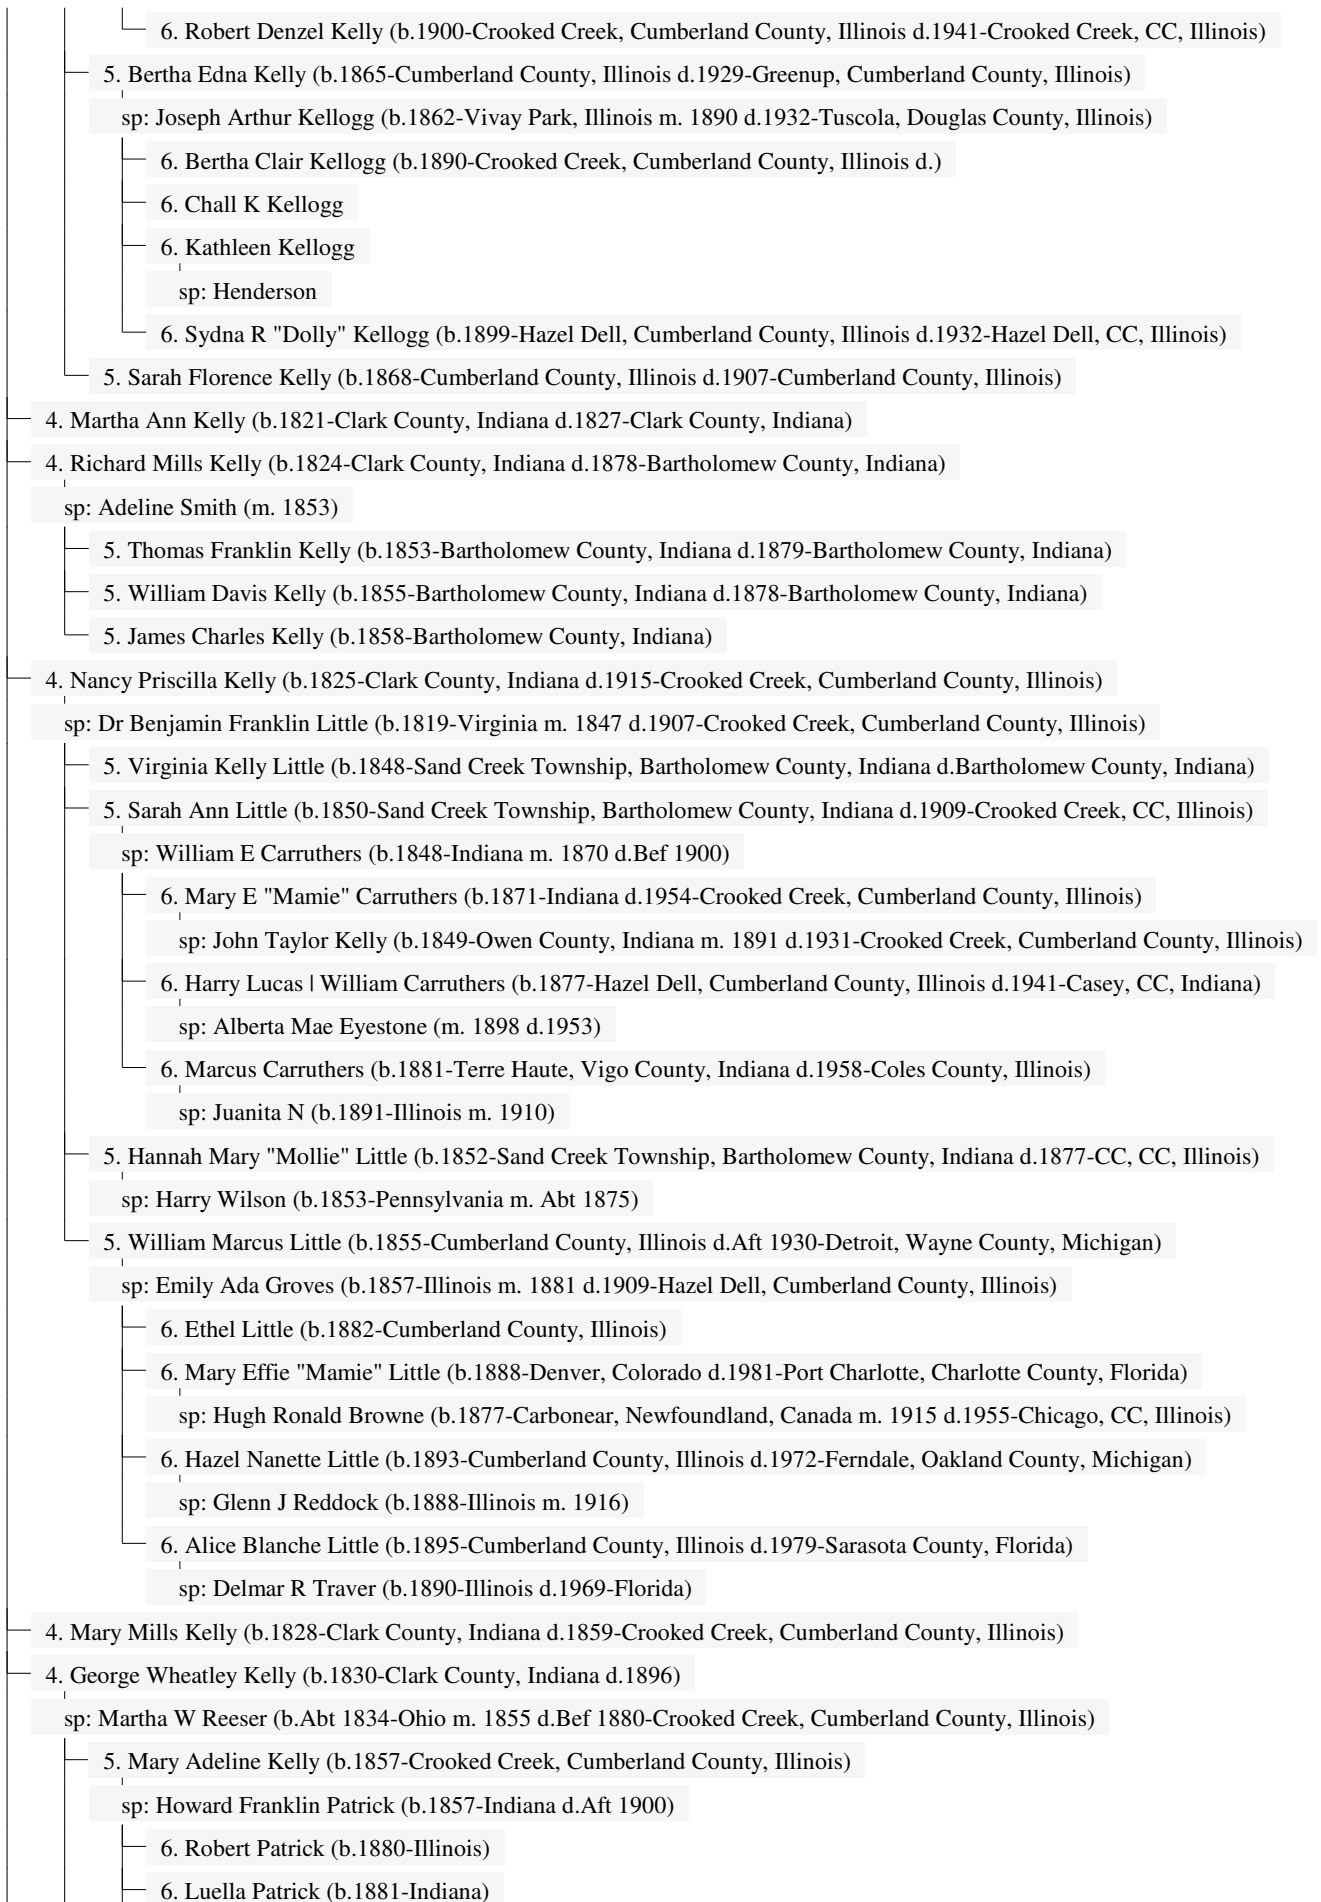 6. Robert Denzel Kelly (b.1900-Crooked Creek, Cumberland County, Illinois d.1941-Crooked Creek, CC, Illinois)
5. Bertha Edna Kelly (b.1865-Cumberland County, Illinois d.1929-Greenup, Cumberland County, Illinois)
sp: Joseph Arthur Kellogg (b.1862-Vivay Park, Illinois m. 1890 d.1932-Tuscola, Douglas County, Illinois)
6. Bertha Clair Kellogg (b.1890-Crooked Creek, Cumberland County, Illinois d.)
6. Chall K Kellogg
6. Kathleen Kellogg
sp: Henderson
6. Sydna R "Dolly" Kellogg (b.1899-Hazel Dell, Cumberland County, Illinois d.1932-Hazel Dell, CC, Illinois)
5. Sarah Florence Kelly (b.1868-Cumberland County, Illinois d.1907-Cumberland County, Illinois)
4. Martha Ann Kelly (b.1821-Clark County, Indiana d.1827-Clark County, Indiana)
4. Richard Mills Kelly (b.1824-Clark County, Indiana d.1878-Bartholomew County, Indiana)
sp: Adeline Smith (m. 1853)
5. Thomas Franklin Kelly (b.1853-Bartholomew County, Indiana d.1879-Bartholomew County, Indiana)
5. William Davis Kelly (b.1855-Bartholomew County, Indiana d.1878-Bartholomew County, Indiana)
5. James Charles Kelly (b.1858-Bartholomew County, Indiana)
4. Nancy Priscilla Kelly (b.1825-Clark County, Indiana d.1915-Crooked Creek, Cumberland County, Illinois)
sp: Dr Benjamin Franklin Little (b.1819-Virginia m. 1847 d.1907-Crooked Creek, Cumberland County, Illinois)
5. Virginia Kelly Little (b.1848-Sand Creek Township, Bartholomew County, Indiana d.Bartholomew County, Indiana)
5. Sarah Ann Little (b.1850-Sand Creek Township, Bartholomew County, Indiana d.1909-Crooked Creek, CC, Illinois)
sp: William E Carruthers (b.1848-Indiana m. 1870 d.Bef 1900)
6. Mary E "Mamie" Carruthers (b.1871-Indiana d.1954-Crooked Creek, Cumberland County, Illinois)
sp: John Taylor Kelly (b.1849-Owen County, Indiana m. 1891 d.1931-Crooked Creek, Cumberland County, Illinois)
6. Harry Lucas | William Carruthers (b.1877-Hazel Dell, Cumberland County, Illinois d.1941-Casey, CC, Indiana)
sp: Alberta Mae Eyestone (m. 1898 d.1953)
6. Marcus Carruthers (b.1881-Terre Haute, Vigo County, Indiana d.1958-Coles County, Illinois)
sp: Juanita N (b.1891-Illinois m. 1910)
5. Hannah Mary "Mollie" Little (b.1852-Sand Creek Township, Bartholomew County, Indiana d.1877-CC, CC, Illinois)
sp: Harry Wilson (b.1853-Pennsylvania m. Abt 1875)
5. William Marcus Little (b.1855-Cumberland County, Illinois d.Aft 1930-Detroit, Wayne County, Michigan)
sp: Emily Ada Groves (b.1857-Illinois m. 1881 d.1909-Hazel Dell, Cumberland County, Illinois)
6. Ethel Little (b.1882-Cumberland County, Illinois)
6. Mary Effie "Mamie" Little (b.1888-Denver, Colorado d.1981-Port Charlotte, Charlotte County, Florida)
sp: Hugh Ronald Browne (b.1877-Carbonear, Newfoundland, Canada m. 1915 d.1955-Chicago, CC, Illinois)
6. Hazel Nanette Little (b.1893-Cumberland County, Illinois d.1972-Ferndale, Oakland County, Michigan)
sp: Glenn J Reddock (b.1888-Illinois m. 1916)
6. Alice Blanche Little (b.1895-Cumberland County, Illinois d.1979-Sarasota County, Florida)
sp: Delmar R Traver (b.1890-Illinois d.1969-Florida)
4. Mary Mills Kelly (b.1828-Clark County, Indiana d.1859-Crooked Creek, Cumberland County, Illinois)
4. George Wheatley Kelly (b.1830-Clark County, Indiana d.1896)
sp: Martha W Reeser (b.Abt 1834-Ohio m. 1855 d.Bef 1880-Crooked Creek, Cumberland County, Illinois)
5. Mary Adeline Kelly (b.1857-Crooked Creek, Cumberland County, Illinois)
sp: Howard Franklin Patrick (b.1857-Indiana d.Aft 1900)
6. Robert Patrick (b.1880-Illinois)
6. Luella Patrick (b.1881-Indiana)